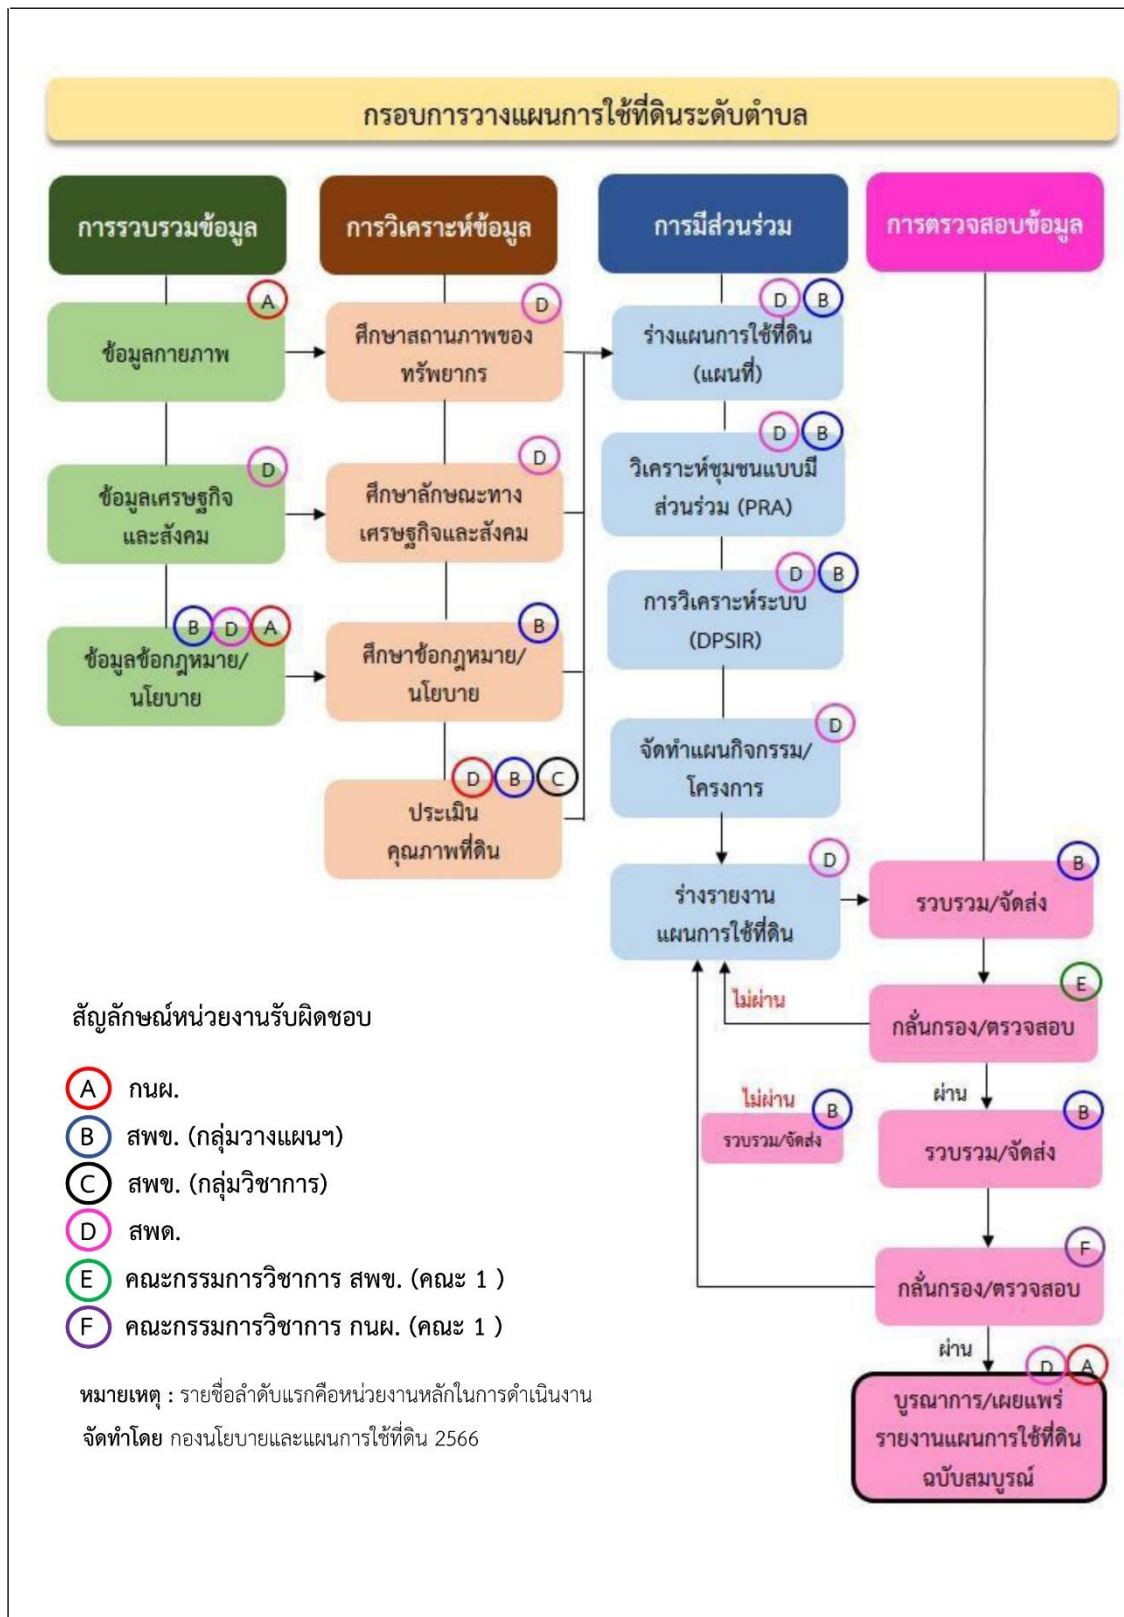 กรอบการวางแผนการใช้ที่ดินระดับตำบล
การรวบรวมข้อมูล
A
ข้อมูลกายภาพ
D
ข้อมูลเศรษฐกิจ
และสังคม
B D A
ข้อมูลข้อกฎหมาย/
นโยบาย
การวิเคราะห์ข้อมูล
D
ศึกษาสถานภาพของ
ทรัพยากร
D
ศึกษาลักษณะทาง
เศรษฐกิจและสังคม
B
ศึกษาข้อกฎหมาย/
นโยบาย
D B C
ประเมิน
คุณภาพที่ดิน
การมีส่วนร่วม
D B
ร่างแผนการใช้ที่ดิน
(แผนที่)
D B
วิเคราะห์ชุมชนแบบมี
ส่วนร่วม (PRA)
D B
การวิเคราะห์ระบบ
(DPSIR)
D
จัดทำแผนกิจกรรม/
โครงการ
D
ร่างรายงาน
แผนการใช้ที่ดิน
การตรวจสอบข้อมูล
B
รวบรวม/จัดส่ง
E
กลั่นกรอง/ตรวจสอบ
ไม่ผ่าน
ผ่าน
B
รวบรวม/จัดส่ง
ไม่ผ่าน
B
รวบรวม/จัดส่ง
F
กลั่นกรอง/ตรวจสอบ
ผ่าน
D A
บูรณาการ/เผยแพร่
รายงานแผนการใช้ที่ดิน
ฉบับสมบูรณ์
สัญลักษณ์หน่วยงานรับผิดชอบ
A กนผ.
B สพข. (กลุ่มวางแผนฯ)
C สพข. (กลุ่มวิชาการ)
D สพด.
E คณะกรรมการวิชาการ สพข. (คณะ 1 )
F คณะกรรมการวิชาการ กนผ. (คณะ 1 )
หมายเหตุ : รายชื่อลำดับแรกคือหน่วยงานหลักในการดำเนินงาน
จัดทำโดย กองนโยบายและแผนการใช้ที่ดิน 2566